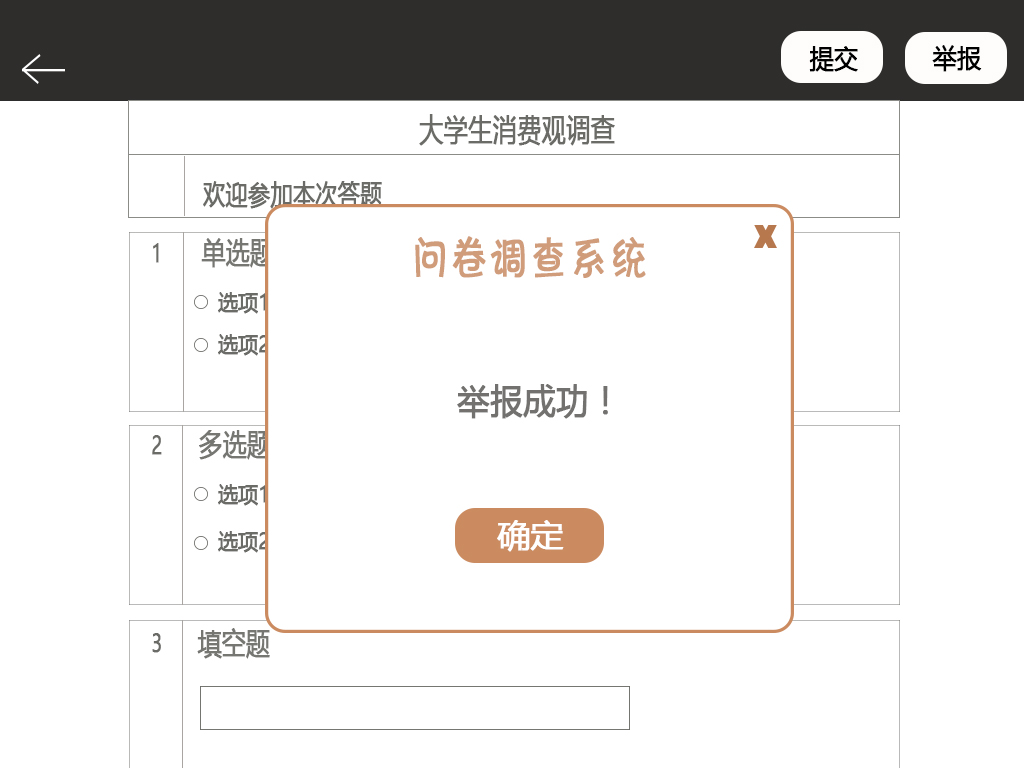 提交
举报
大学生消费观调查
欢迎参加本次答题
问卷调查系统
X
1
单选题
选项1
选项2
举报成功！
2
多选题
选项1
选项2
确定
3
填空题